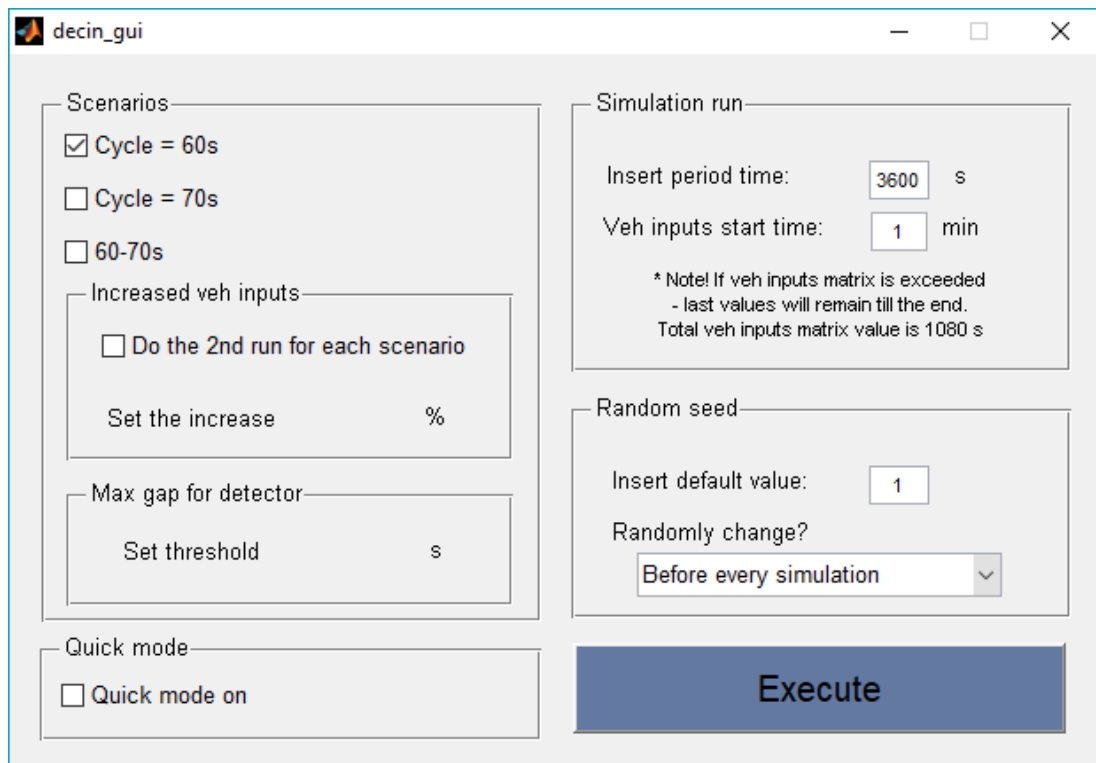 decin_gui
Scenarios
Cycle = 60s
Cycle = 70s
60-70s
Increased veh inputs
Do the 2nd run for each scenario
Set the increase %
Max gap for detector
Set threshold s
Quick mode
Quick mode on
Simulation run
Insert period time: 3600 s
Veh inputs start time: 1 min
* Note! If veh inputs matrix is exceeded
- last values will remain till the end.
Total veh inputs matrix value is 1080 s
Random seed
Insert default value: 1
Randomly change?
Before every simulation
Execute